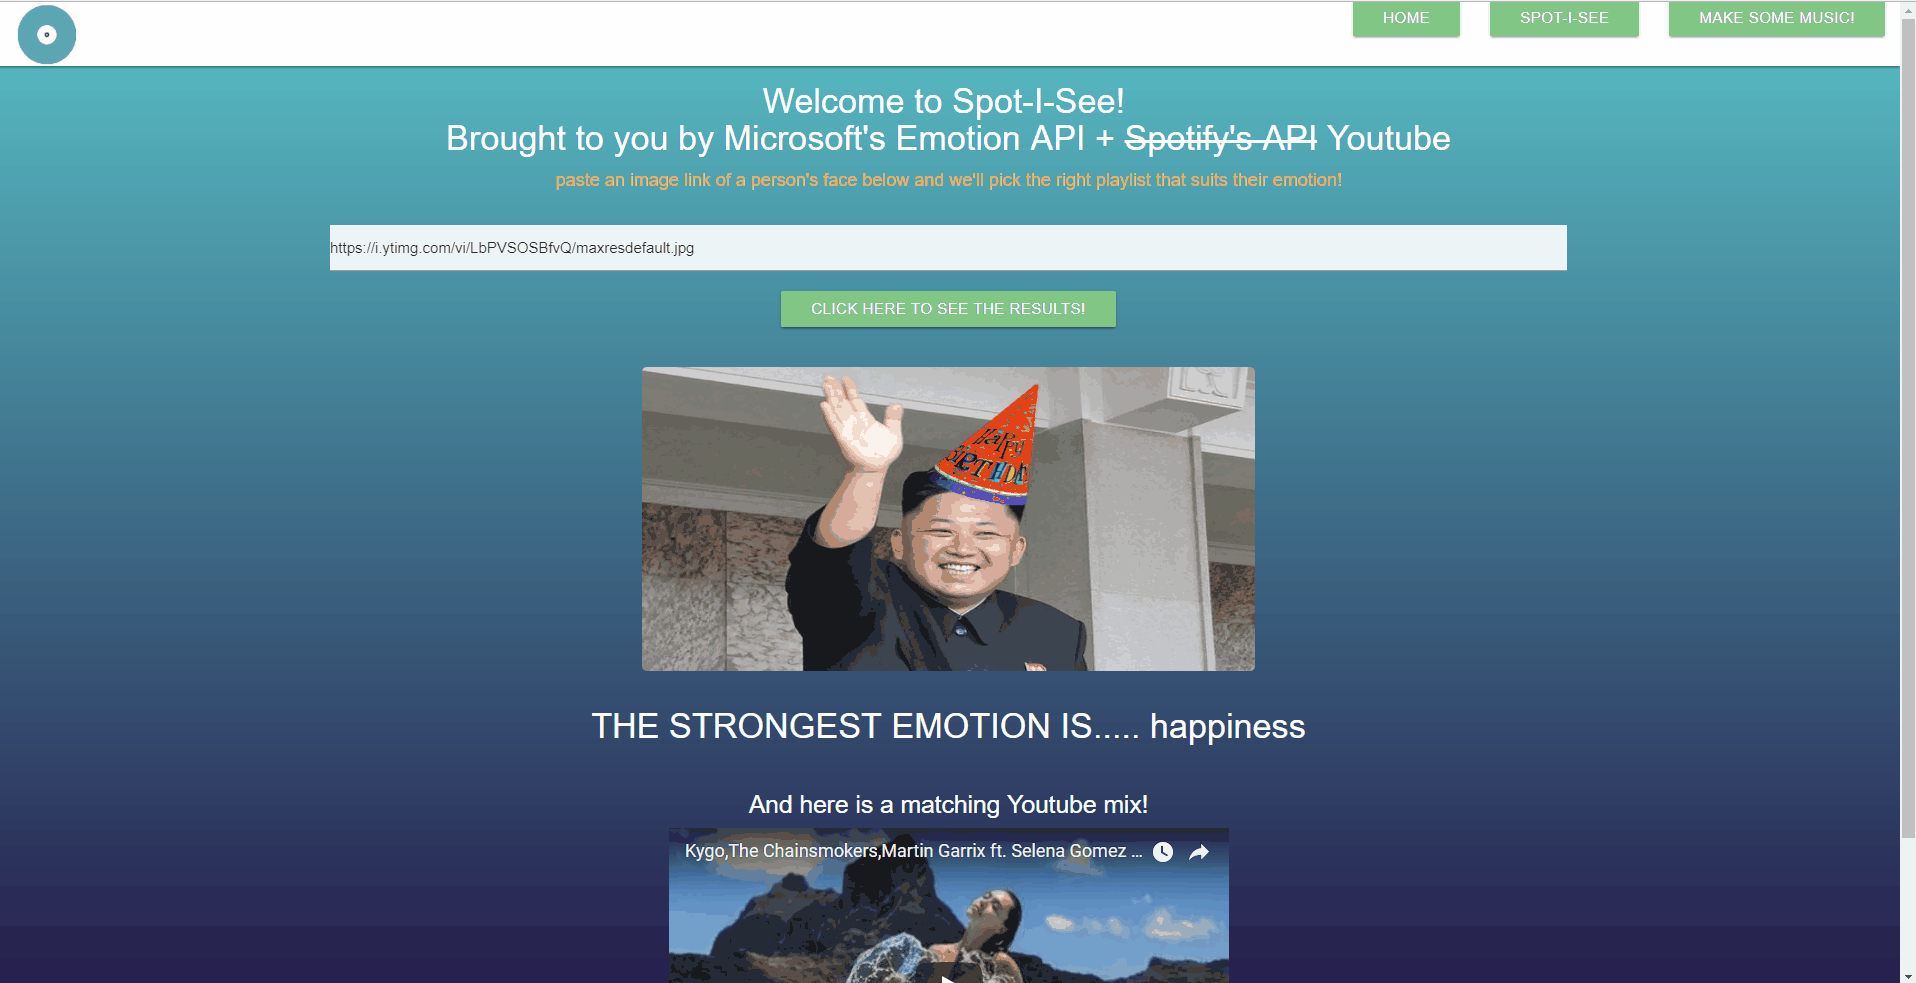 HOME
SPOT-I-SEE
MAKE SOME MUSIC!
Welcome to Spot-I-See!
Brought to you by Microsoft's Emotion API + Spotify's API Youtube
paste an image link of a person's face below and we'll pick the right playlist that suits their emotion!
https://i.ytimg.com/vi/LbPVSOSBfvQ/maxresdefault.jpg
CLICK HERE TO SEE THE RESULTS!
HAPPY
BIRTHDA
THE STRONGEST EMOTION IS..... happiness
And here is a matching Youtube mix!
Kygo,The Chainsmokers,Martin Garrix ft. Selena Gomez ...